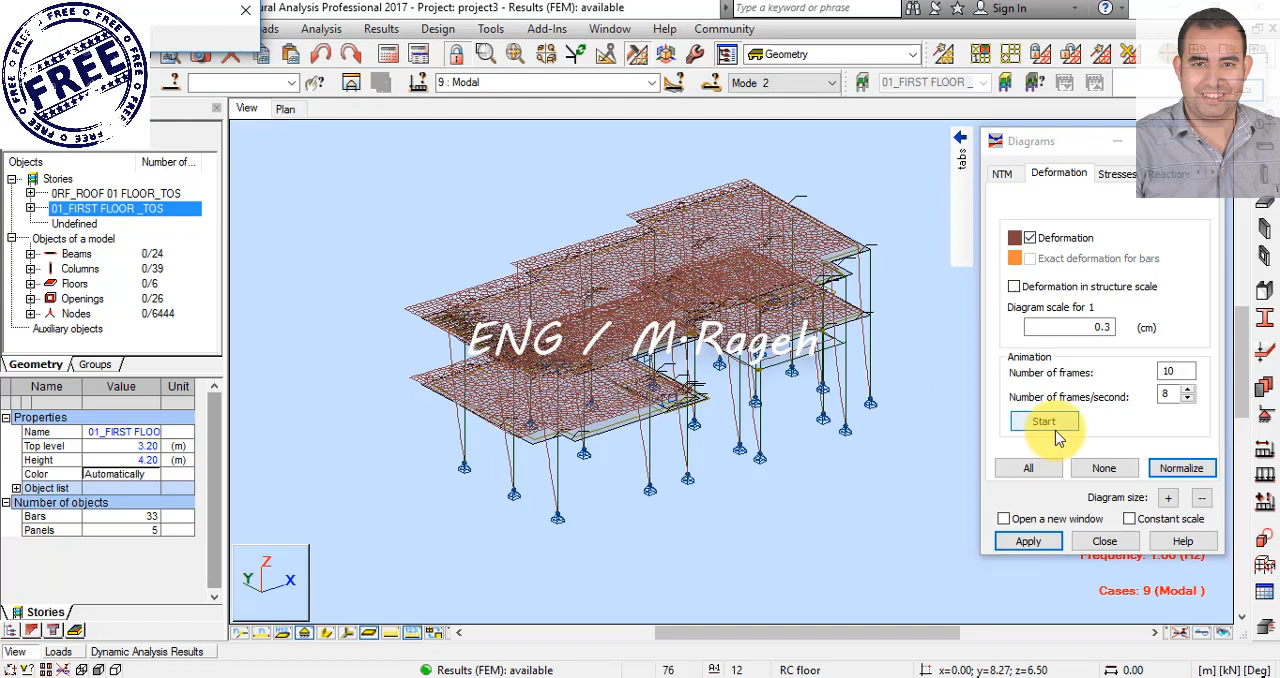 FREE
FREE
FREE
ural Analysis Professional 2017 - Project: project3 - Results (FEM): available
Type a keyword or phrase
Sign In
ads Analysis Results Design Tools Add-Ins Window Help Community
Geometry
9 : Modal
Mode 2
01_FIRST FLOOR _
View Plan
Objects Number of...
Stories
0RF_ROOF 01 FLOOR_TOS
01_FIRST FLOOR _TOS
Undefined
Objects of a model
Beams 0/24
Columns 0/39
Floors 0/6
Openings 0/26
Nodes 0/6444
Auxiliary objects
Geometry Groups
Name Value Unit
Properties
Name 01_FIRST FLOO
Top level 3.20 (m)
Height 4.20 (m)
Color Automatically
Object list
Number of objects
Bars 33
Panels 5
Stories
View Loads Dynamic Analysis Results
ENG / M.Rageh
tabs
Z
Y X
Diagrams
NTM Deformation Stresses Reactions
Deformation
Exact deformation for bars
Deformation in structure scale
Diagram scale for 1
0.3 (cm)
Animation
Number of frames: 10
Number of frames/second: 8
Start
All None Normalize
Diagram size: + --
Open a new window Constant scale
Apply Close Help
Frequency: 1.06 (Hz)
Cases: 9 (Modal )
Results (FEM): available 76 12 RC floor x=0.00; y=8.27; z=6.50 0.00 [m] [kN] [Deg]